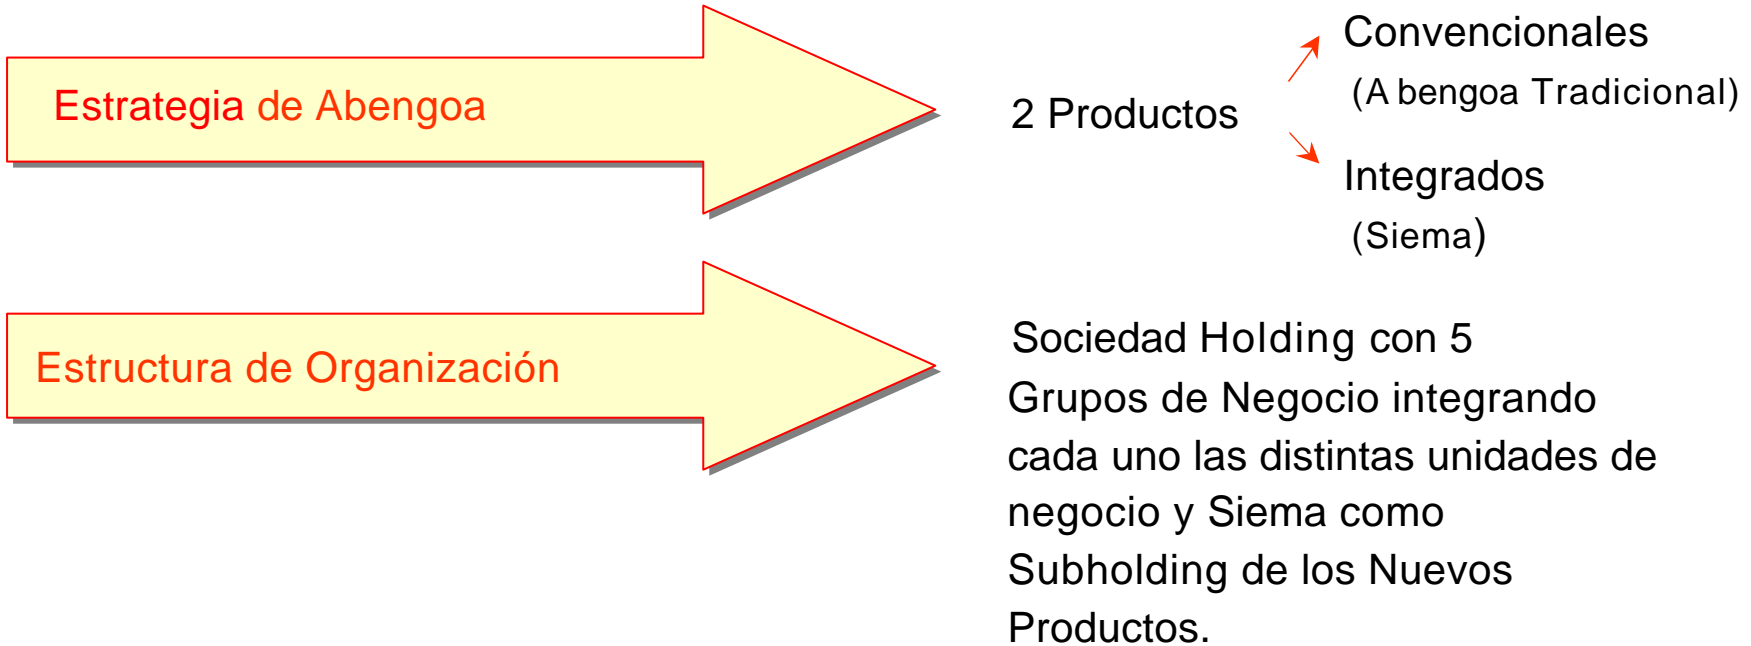 Estrategia de Abengoa
2 Productos
Convencionales
(A bengoa Tradicional)
Integrados
(Siema)
Estructura de Organización
Sociedad Holding con 5
Grupos de Negocio integrando
cada uno las distintas unidades de
negocio y Siema como
Subholding de los Nuevos
Productos.